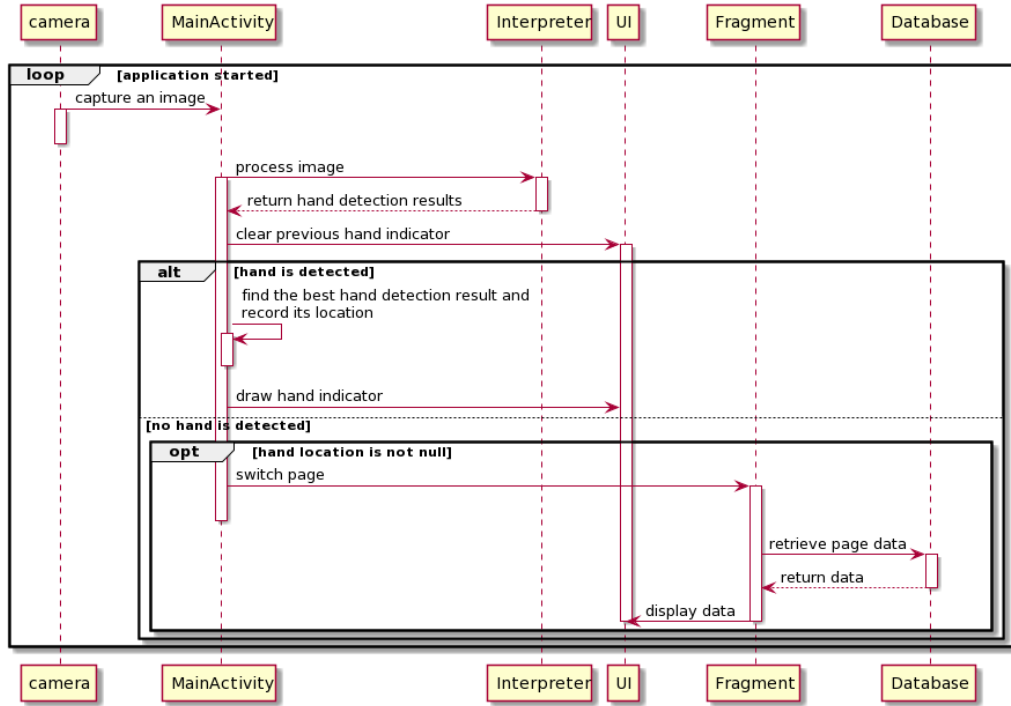 camera
MainActivity
Interpreter
UI
Fragment
Database
loop
[application started]
capture an image
process image
return hand detection results
clear previous hand indicator
alt
[hand is detected]
find the best hand detection result and
record its location
draw hand indicator
[no hand is detected]
opt
[hand location is not null]
switch page
retrieve page data
return data
display data
camera
MainActivity
Interpreter
UI
Fragment
Database